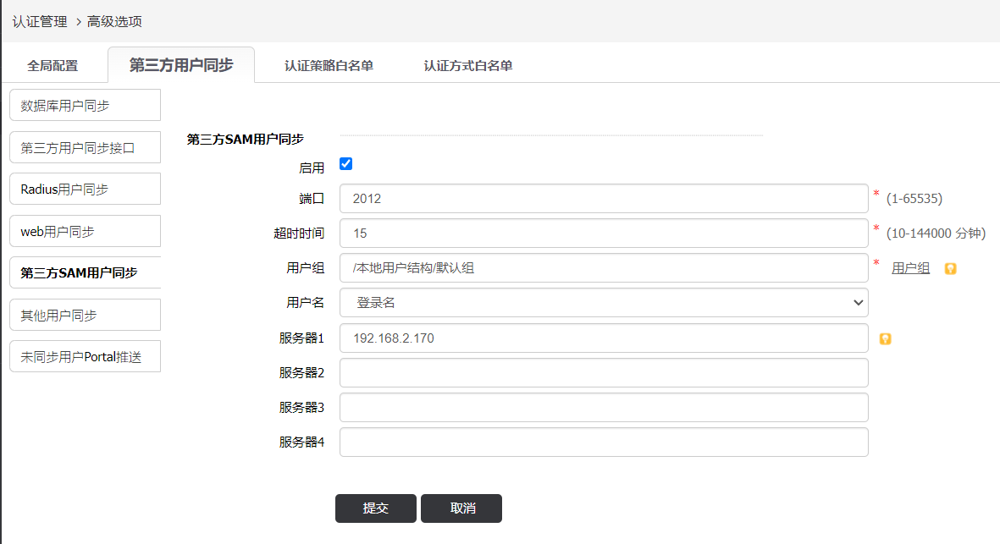 认证管理 > 高级选项
全局配置 第三方用户同步 认证策略白名单 认证方式白名单
数据库用户同步
第三方用户同步接口
Radius用户同步
web用户同步
第三方SAM用户同步
其他用户同步
未同步用户Portal推送
第三方SAM用户同步
启用
端口 2012 * (1-65535)
超时时间 15 * (10-144000 分钟)
用户组 /本地用户结构/默认组 * 用户组
用户名 登录名
服务器1 192.168.2.170
服务器2
服务器3
服务器4
提交 取消